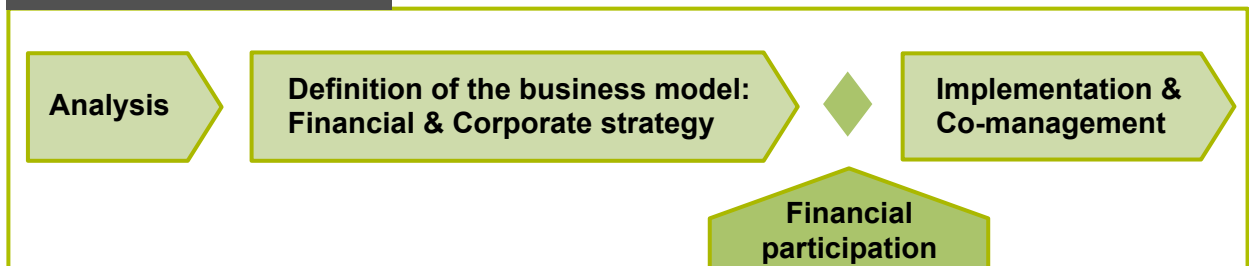 Analysis
Definition of the business model:
Financial & Corporate strategy
Implementation &
Co-management
Financial
participation